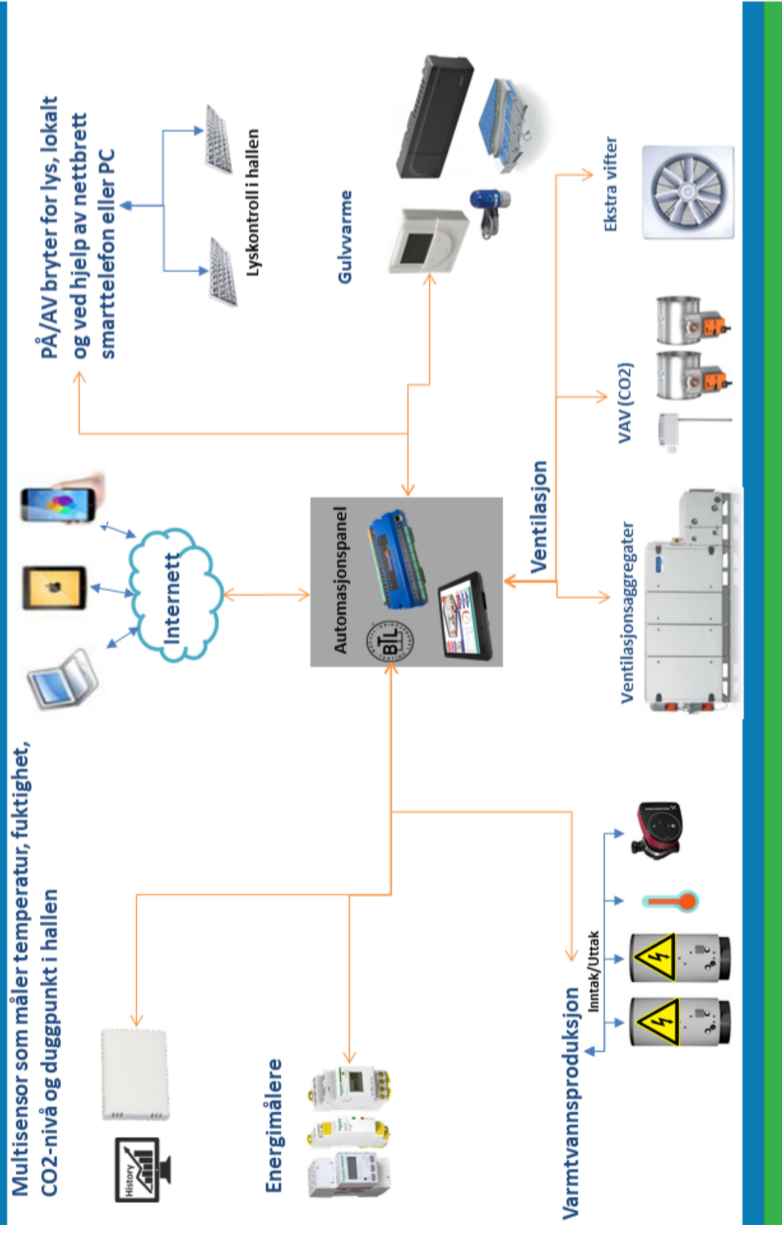 Multisensor som måler temperatur, fuktighet,
CO2-nivå og duggpunkt i hallen
History
Internett
PÅ/AV bryter for lys, lokalt
og ved hjelp av nettbrett
smarttelefon eller PC
Lyskontroll i hallen
Energimålere
Automasjonspanel
BTL
Gulvvarme
Varmtvannsproduksjon
Inntak/Uttak
Ventilasjon
Ventilasjonsaggregater
VAV (CO2)
Ekstra vifter